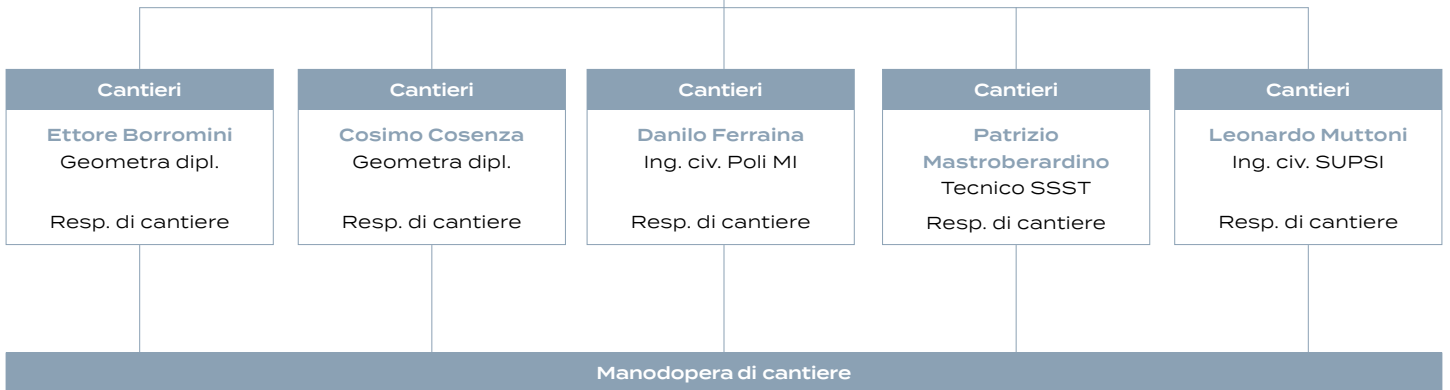 Cantieri
Ettore Borromini
Geometra dipl.
Resp. di cantiere
Cantieri
Cosimo Cosenza
Geometra dipl.
Resp. di cantiere
Cantieri
Danilo Ferraina
Ing. civ. Poli MI
Resp. di cantiere
Cantieri
Patrizio
Mastroberardino
Tecnico SSST
Resp. di cantiere
Cantieri
Leonardo Muttoni
Ing. civ. SUPSI
Resp. di cantiere
Manodopera di cantiere